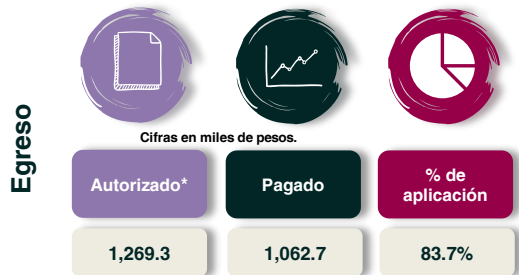 Egreso
Cifras en miles de pesos.
Autorizado*
Pagado
% de
aplicación
1,269.3
1,062.7
83.7%